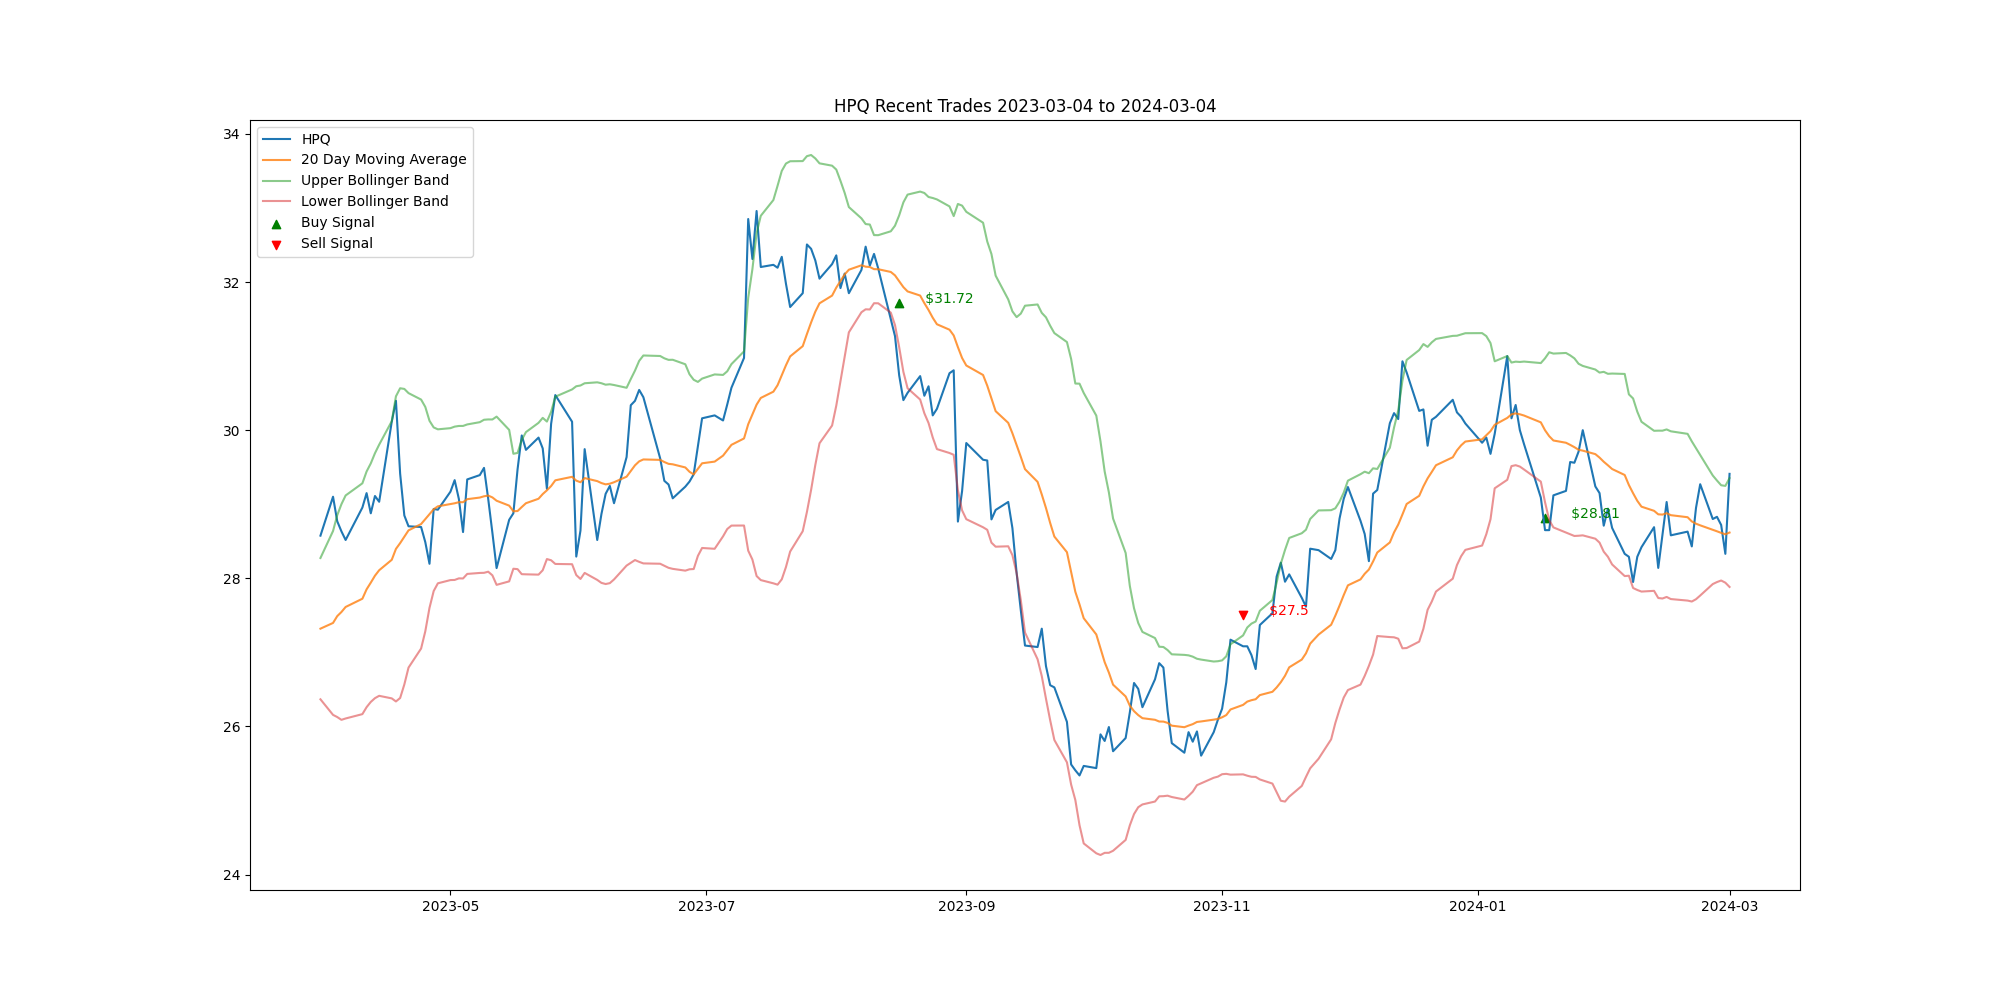 HPQ Recent Trades 2023-03-04 to 2024-03-04
34
32
30
28
26
24
HPQ
20 Day Moving Average
Upper Bollinger Band
Lower Bollinger Band
Buy Signal
Sell Signal
$31.72
$28.81
$27.5
2023-05
2023-07
2023-09
2023-11
2024-01
2024-03